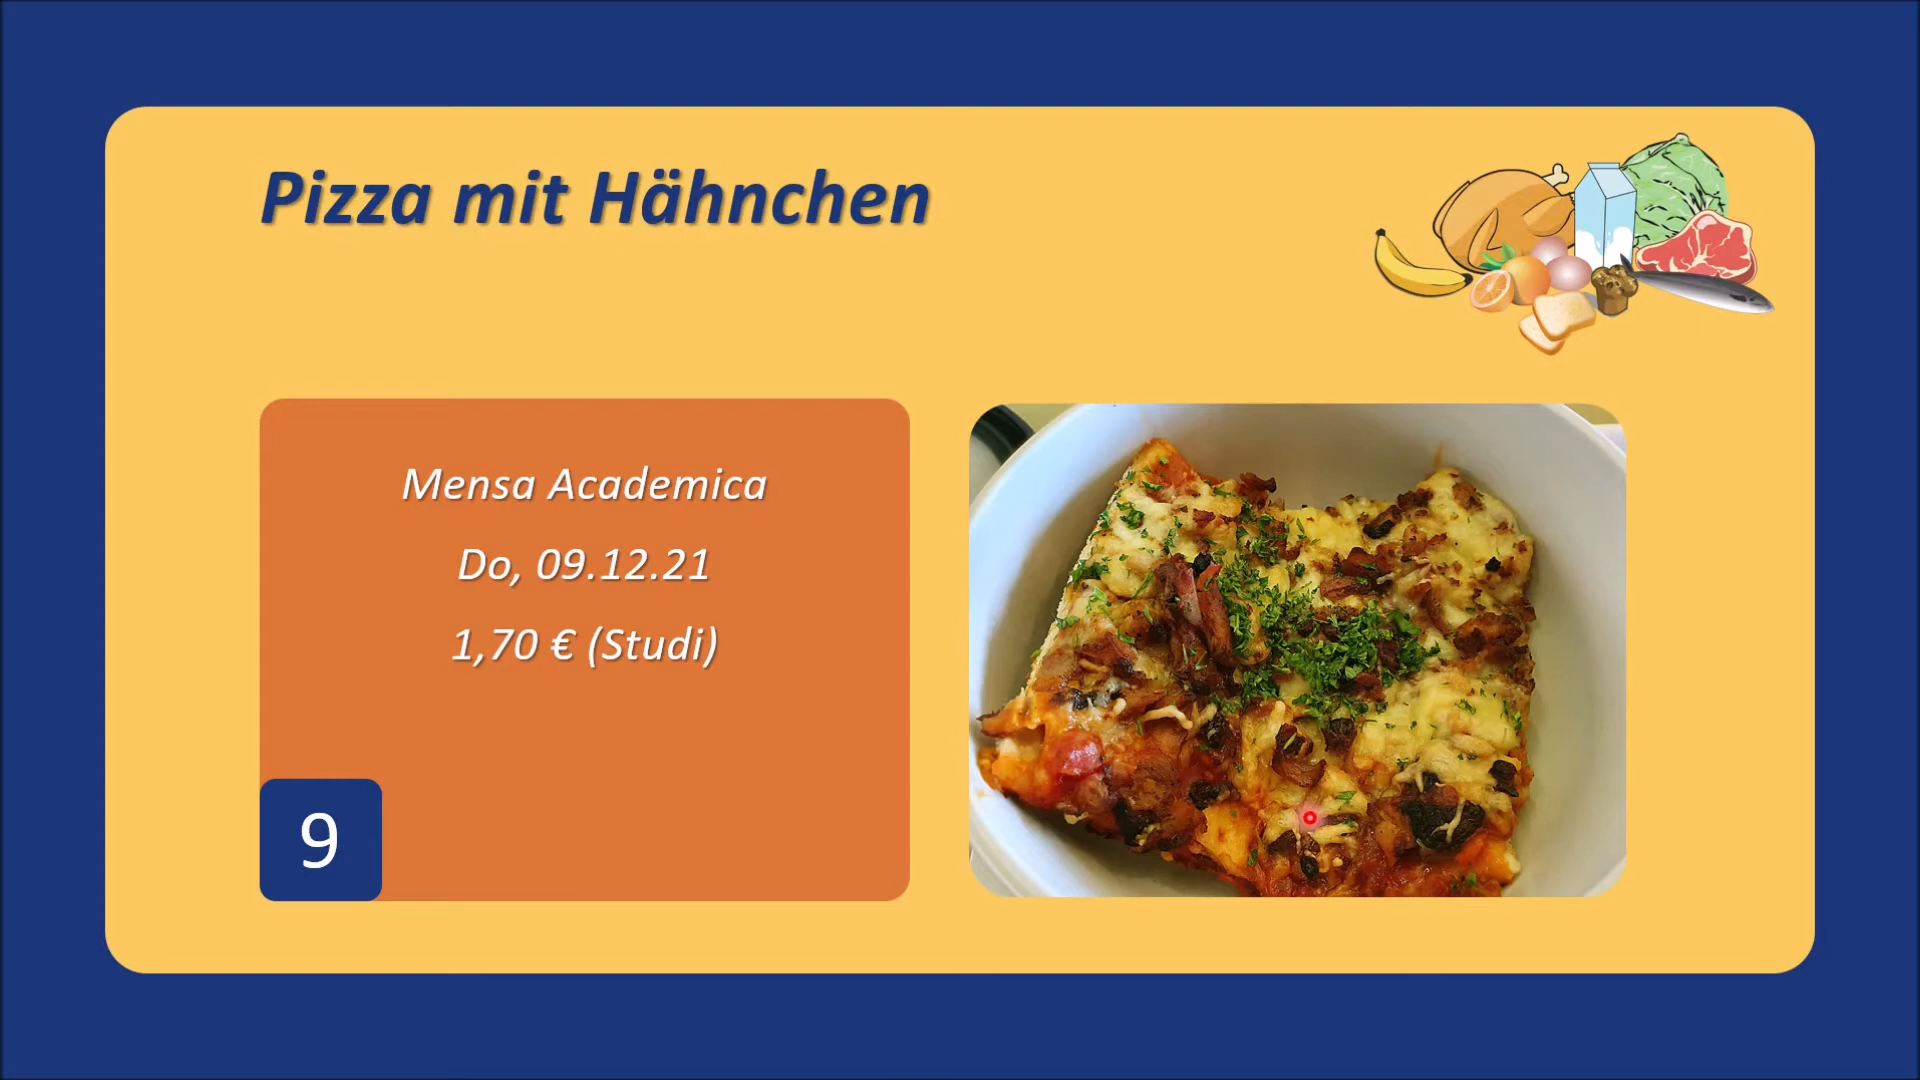 Pizza mit Hähnchen
Mensa Academica
Do, 09.12.21
1,70 € (Studi)
9